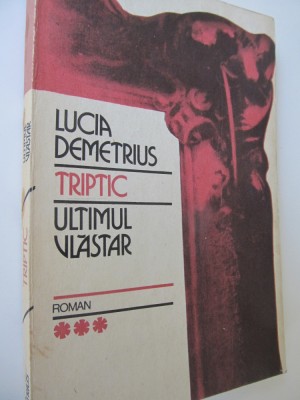 LUCIA
DEMETRIUS
TRIPTIC
ULTIMUL
VLĂSTAR
ROMAN
***
TRIPTIC